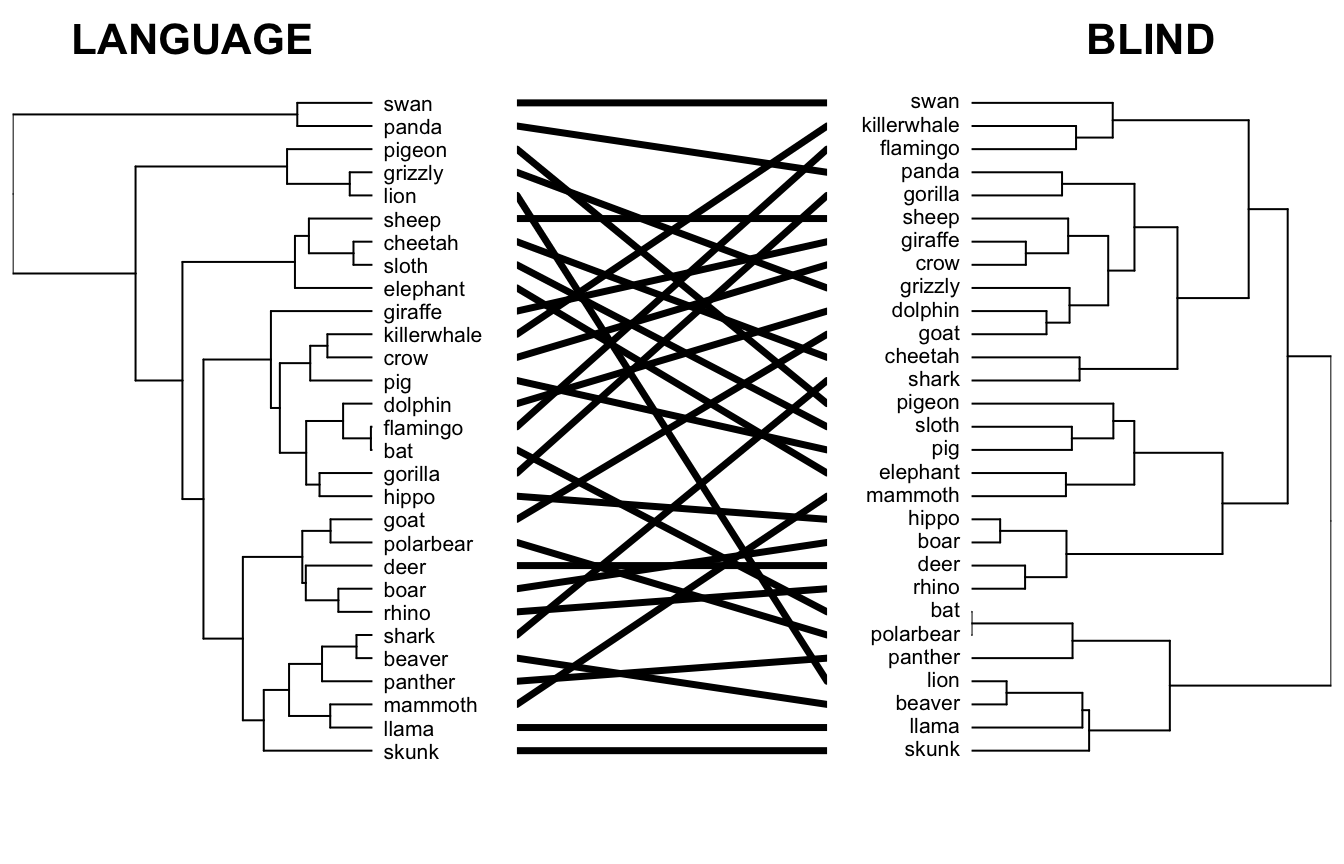 LANGUAGE
BLIND
swan
panda
pigeon
grizzly
lion
sheep
cheetah
sloth
elephant
giraffe
killerwhale
crow
pig
dolphin
flamingo
bat
gorilla
hippo
goat
polarbear
deer
boar
rhino
shark
beaver
panther
mammoth
llama
skunk
swan
killerwhale
flamingo
panda
gorilla
sheep
giraffe
crow
grizzly
dolphin
goat
cheetah
shark
pigeon
sloth
pig
elephant
mammoth
hippo
boar
deer
rhino
bat
polarbear
panther
lion
beaver
llama
skunk